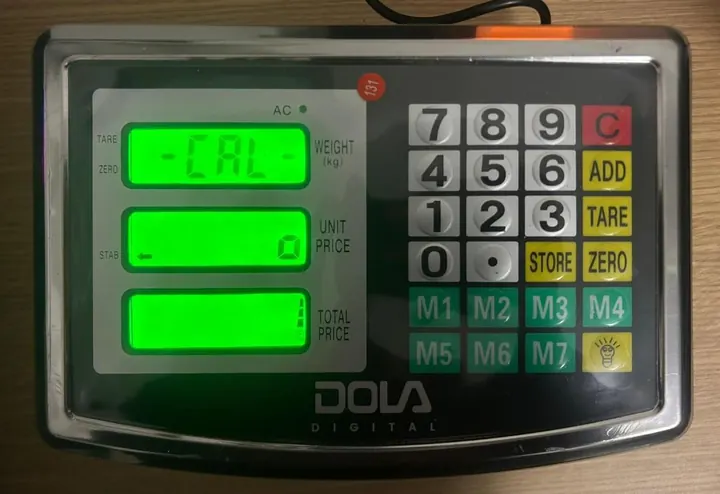 131
AC
TARE
ZERO
-CAL-
WEIGHT
(kg)
STAB
0
UNIT
PRICE
1
TOTAL
PRICE
7 8 9 C
4 5 6 ADD
1 2 3 TARE
0 . STORE ZERO
M1 M2 M3 M4
M5 M6 M7
DOLA
DIGITAL